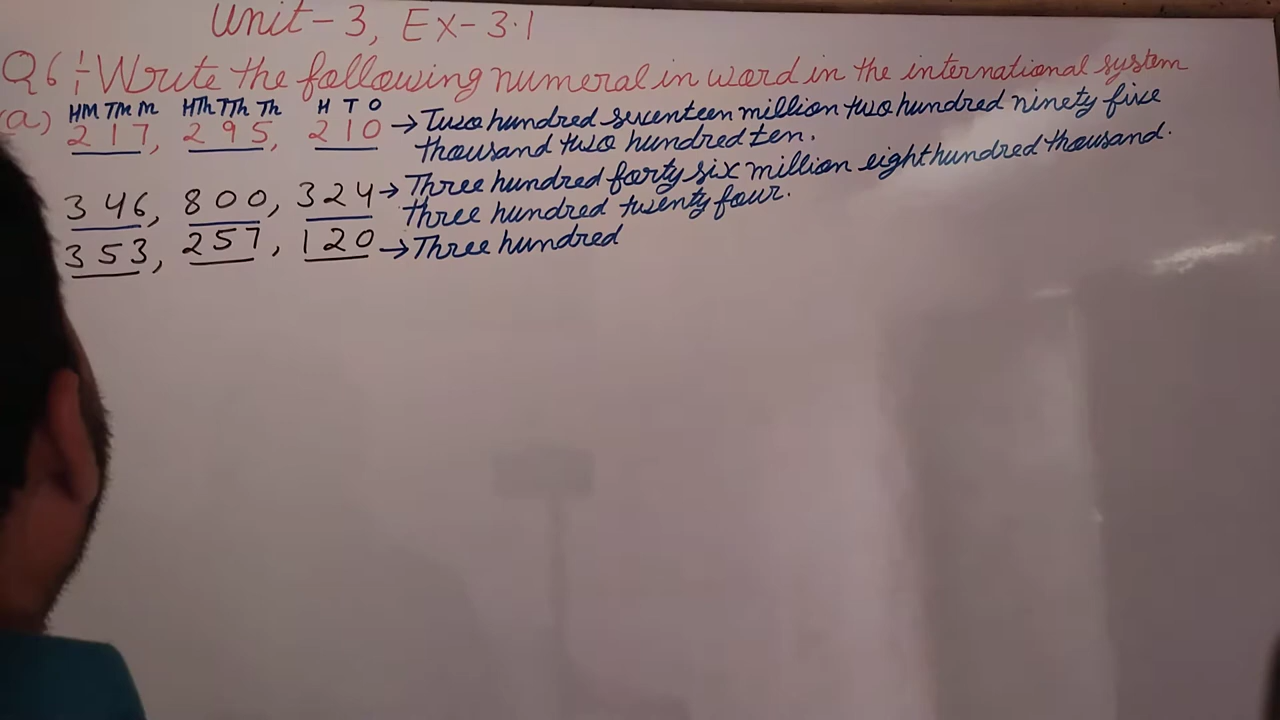 Unit-3, Ex-3.1
Q6:- Write the following numeral in word in the international system
HM TM M HTh TTh Th H T O
(a) 217, 295, 210 → Two hundred seventeen million two hundred ninety five
thousand two hundred ten.
346, 800, 324 → Three hundred forty six million eight hundred thousand.
three hundred twenty four.
353, 257, 120 → Three hundred